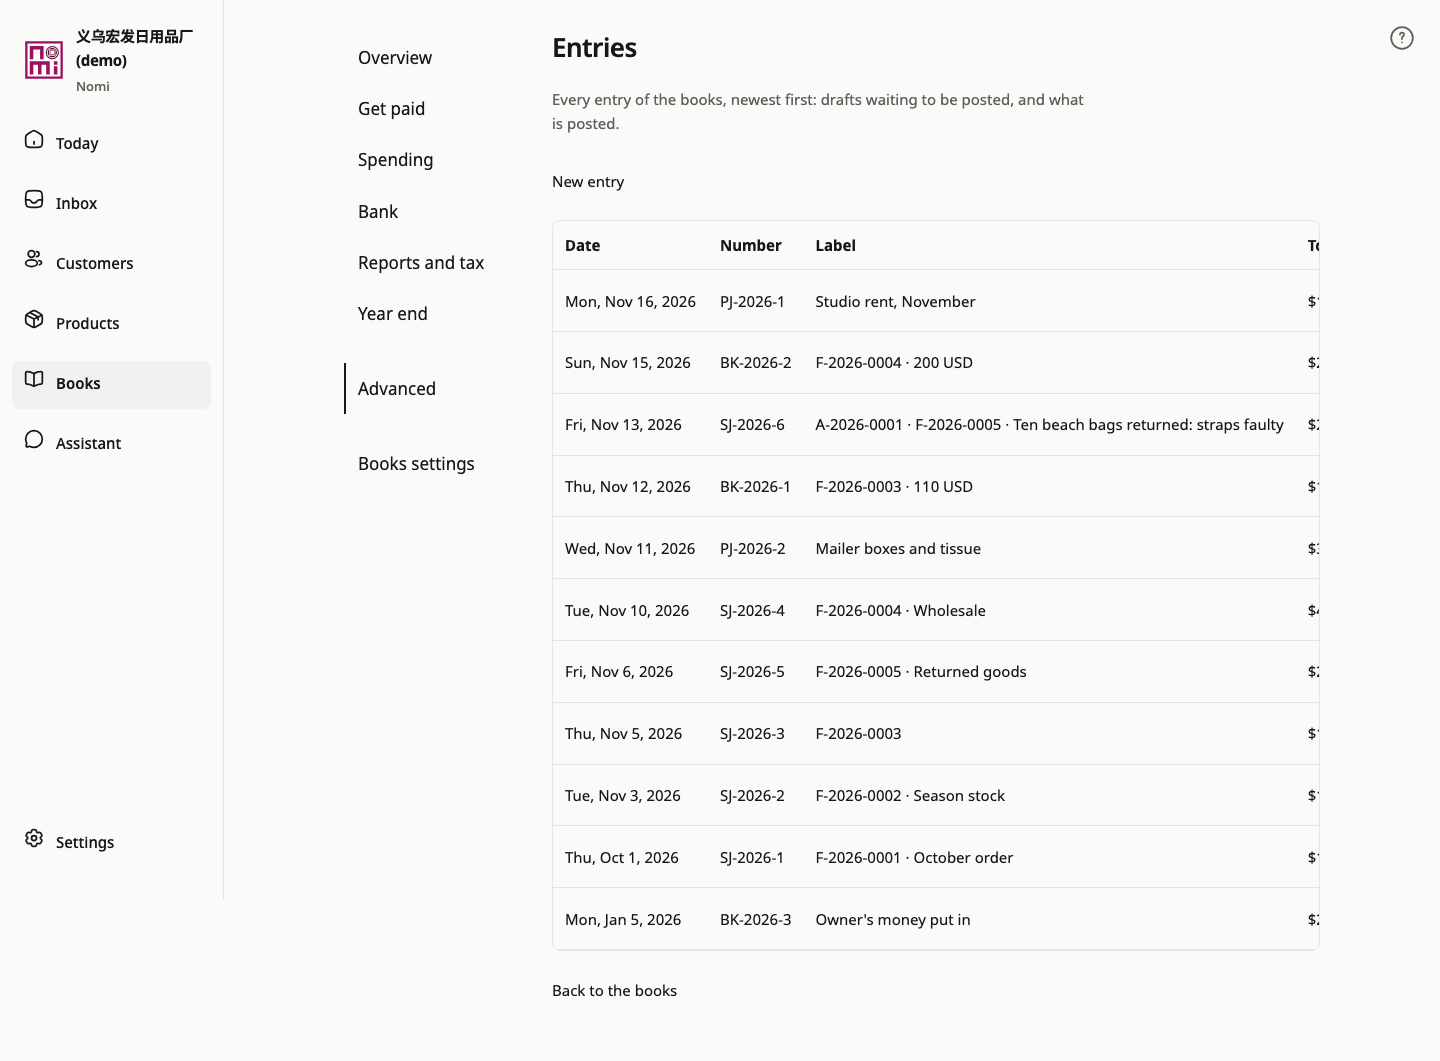 义乌宏发日用品厂
(demo)
Nomi
Today
Inbox
Customers
Products
Books
Assistant
Settings
Overview
Get paid
Spending
Bank
Reports and tax
Year end
Advanced
Books settings
Entries
Every entry of the books, newest first: drafts waiting to be posted, and what
is posted.
New entry
Date Number Label
Mon, Nov 16, 2026 PJ-2026-1 Studio rent, November
Sun, Nov 15, 2026 BK-2026-2 F-2026-0004 · 200 USD
Fri, Nov 13, 2026 SJ-2026-6 A-2026-0001 · F-2026-0005 · Ten beach bags returned: straps faulty
Thu, Nov 12, 2026 BK-2026-1 F-2026-0003 · 110 USD
Wed, Nov 11, 2026 PJ-2026-2 Mailer boxes and tissue
Tue, Nov 10, 2026 SJ-2026-4 F-2026-0004 · Wholesale
Fri, Nov 6, 2026 SJ-2026-5 F-2026-0005 · Returned goods
Thu, Nov 5, 2026 SJ-2026-3 F-2026-0003
Tue, Nov 3, 2026 SJ-2026-2 F-2026-0002 · Season stock
Thu, Oct 1, 2026 SJ-2026-1 F-2026-0001 · October order
Mon, Jan 5, 2026 BK-2026-3 Owner's money put in
Back to the books